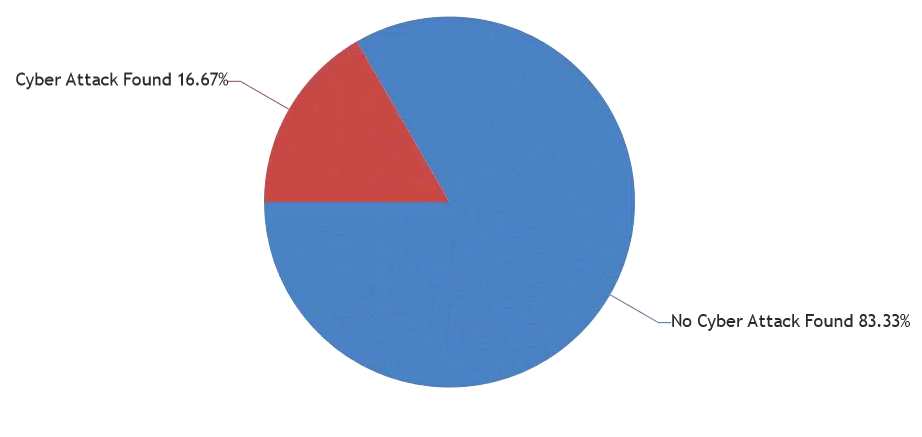 Cyber Attack Found 16.67%
No Cyber Attack Found 83.33%